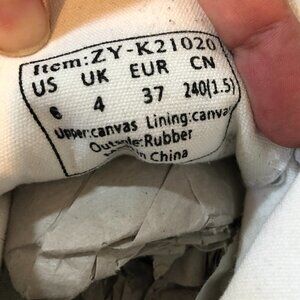 Item:ZY-K21020
US UK EUR CN
6 4 37 240(1.5)
Upper:canvas Lining:canvas
Outsole:Rubber
in China